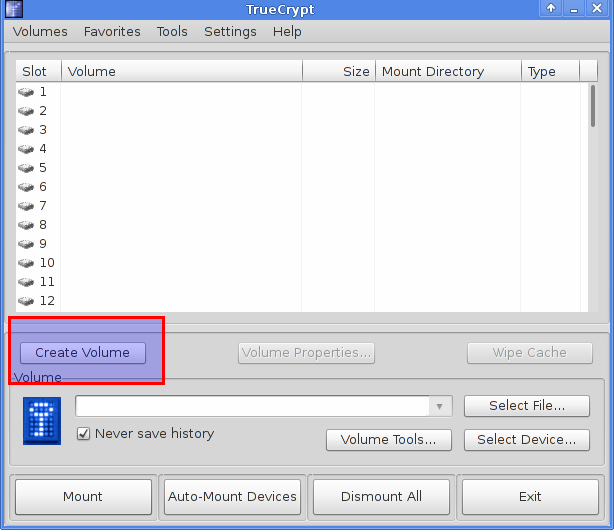 TrueCrypt
Volumes Favorites Tools Settings Help
Slot Volume Size Mount Directory Type
1
2
3
4
5
6
7
8
9
10
11
12
Create Volume Volume Properties... Wipe Cache
Volume
Select File...
Never save history
Volume Tools... Select Device...
Mount Auto-Mount Devices Dismount All Exit